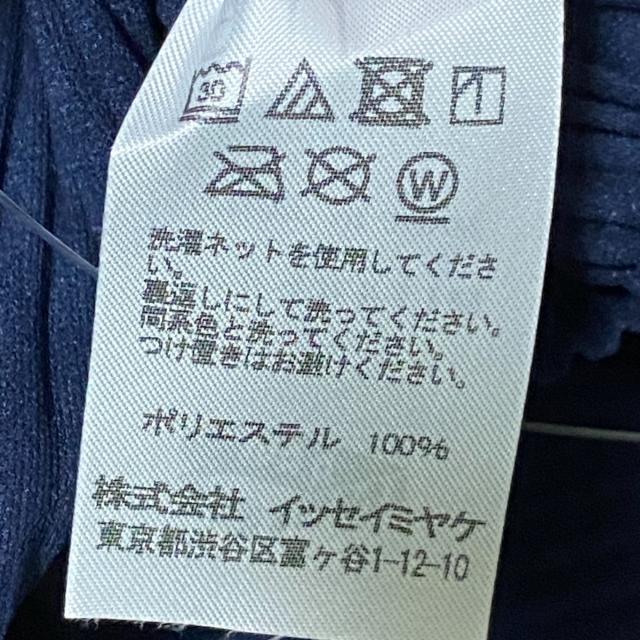 30
W
洗濯ネットを使用してくださ
い。
裏返しにして洗ってください。
同系色と洗ってください。
つけ置きはお避けください。
ポリエステル 100%
株式会社 イッセイミヤケ
東京都渋谷区富ヶ谷1-12-10